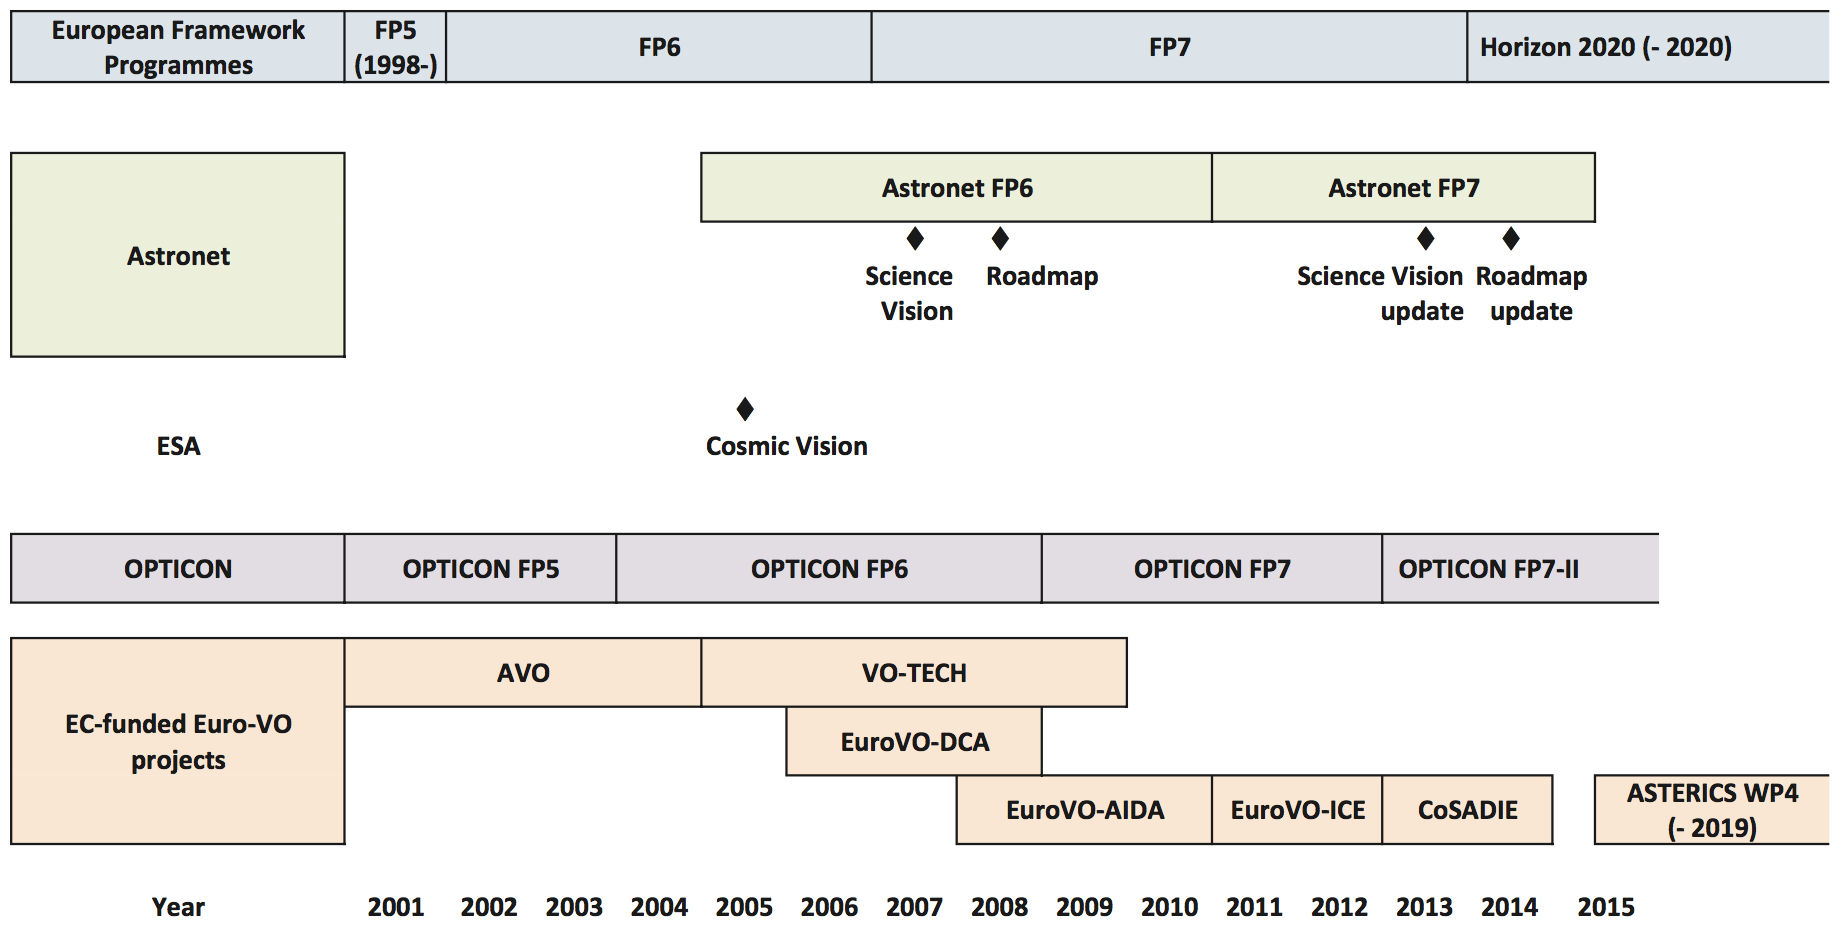 European Framework
Programmes
FP5
(1998-)
FP6
FP7
Horizon 2020 (- 2020)
Astronet
Astronet FP6
Astronet FP7
Science
Vision
Roadmap
Science Vision
update
Roadmap
update
ESA
Cosmic Vision
OPTICON
OPTICON FP5
OPTICON FP6
OPTICON FP7
OPTICON FP7-II
EC-funded Euro-VO
projects
AVO
VO-TECH
EuroVO-DCA
EuroVO-AIDA
EuroVO-ICE
CoSADIE
ASTERICS WP4
(- 2019)
Year 2001 2002 2003 2004 2005 2006 2007 2008 2009 2010 2011 2012 2013 2014 2015